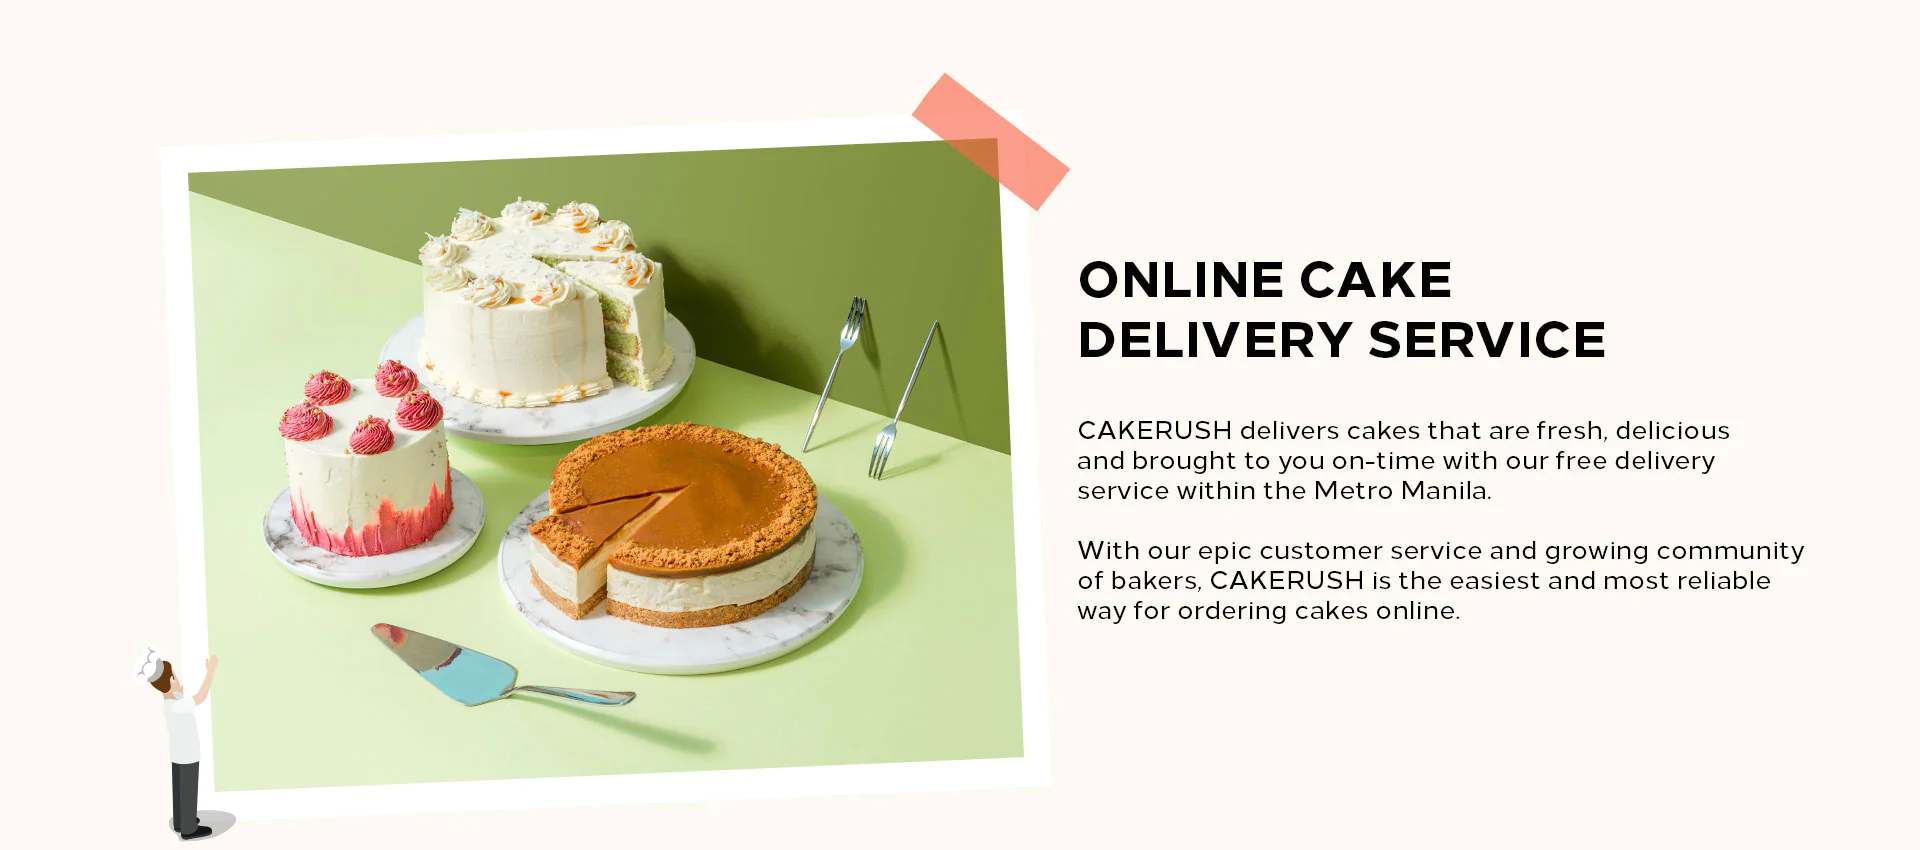 ONLINE CAKE
DELIVERY SERVICE
CAKERUSH delivers cakes that are fresh, delicious
and brought to you on-time with our free delivery
service within the Metro Manila.
With our epic customer service and growing community
of bakers, CAKERUSH is the easiest and most reliable
way for ordering cakes online.